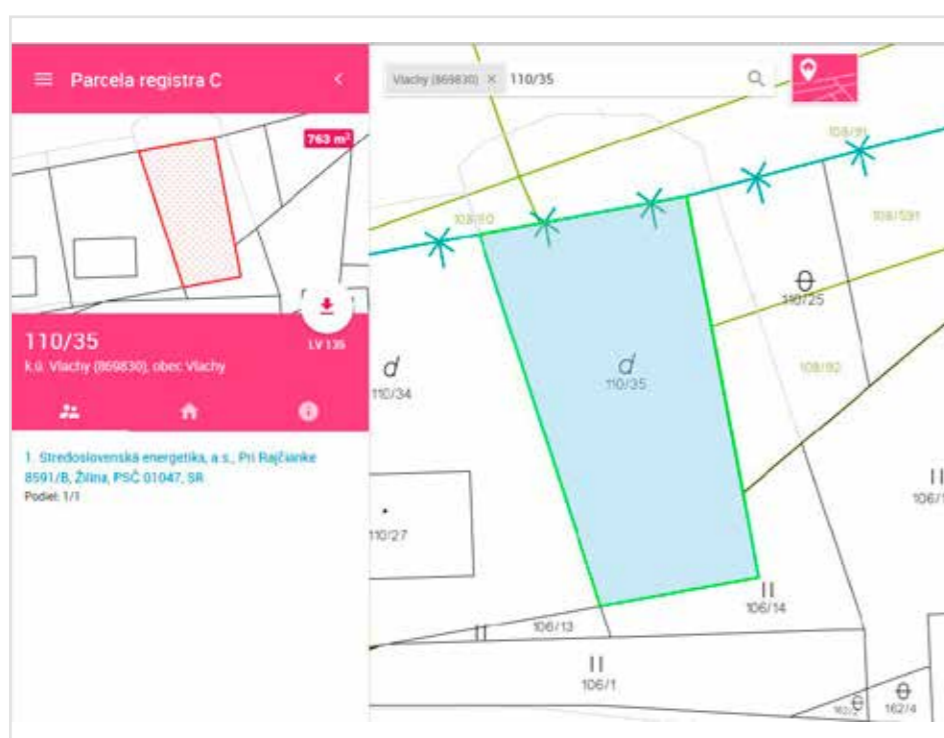 Parcela registra C
763 m²
110/35
LV 135
k.ú. Vlachy (869830), obec Vlachy
1. Stredoslovenská energetika, a.s., Pri Rajčianke
8591/B, Žilina, PSČ 01047, SR
Podiel: 1/1
Vlachy (869830) × 110/35
108/91
108/90
108/591
110/25
110/34
110/35
108/92
110/27
106/14
106/13
106/1
162/4